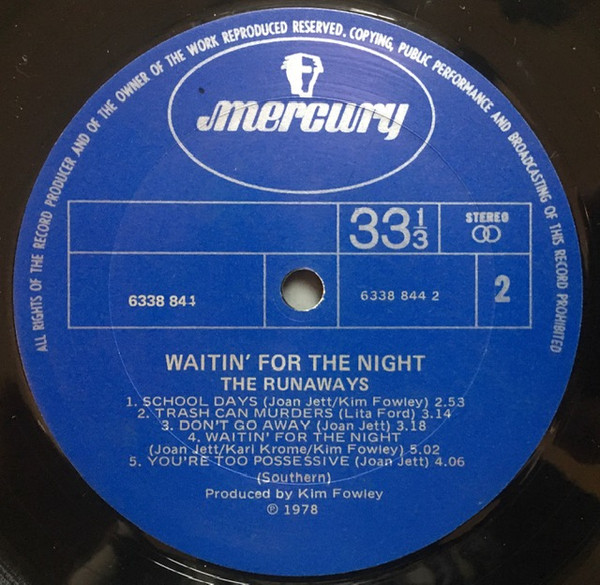 ALL RIGHTS OF THE RECORD PRODUCER AND OF THE OWNER OF THE WORK REPRODUCED RESERVED. COPYING, PUBLIC PERFORMANCE AND BROADCASTING OF THIS RECORD PROHIBITED
mercury
33 1/3
STEREO
6338 844
6338 844 2
2
WAITIN' FOR THE NIGHT
THE RUNAWAYS
1. SCHOOL DAYS (Joan Jett/Kim Fowley) 2.53
2. TRASH CAN MURDERS (Lita Ford) 3.14
3. DON'T GO AWAY (Joan Jett) 3.18
4. WAITIN' FOR THE NIGHT
(Joan Jett/Karl Krome/Kim Fowley) 5.02
5. YOU'RE TOO POSSESSIVE (Joan Jett) 4.06
(Southern)
Produced by Kim Fowley
℗ 1978